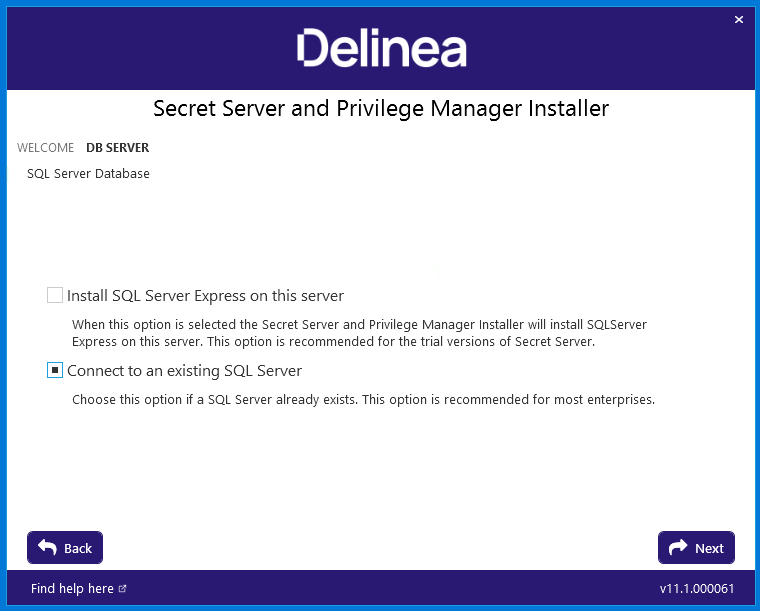 Delinea
Secret Server and Privilege Manager Installer
WELCOME DB SERVER
SQL Server Database
Install SQL Server Express on this server
When this option is selected the Secret Server and Privilege Manager Installer will install SQLServer
Express on this server. This option is recommended for the trial versions of Secret Server.
Connect to an existing SQL Server
Choose this option if a SQL Server already exists. This option is recommended for most enterprises.
Back Next
Find help here v11.1.000061